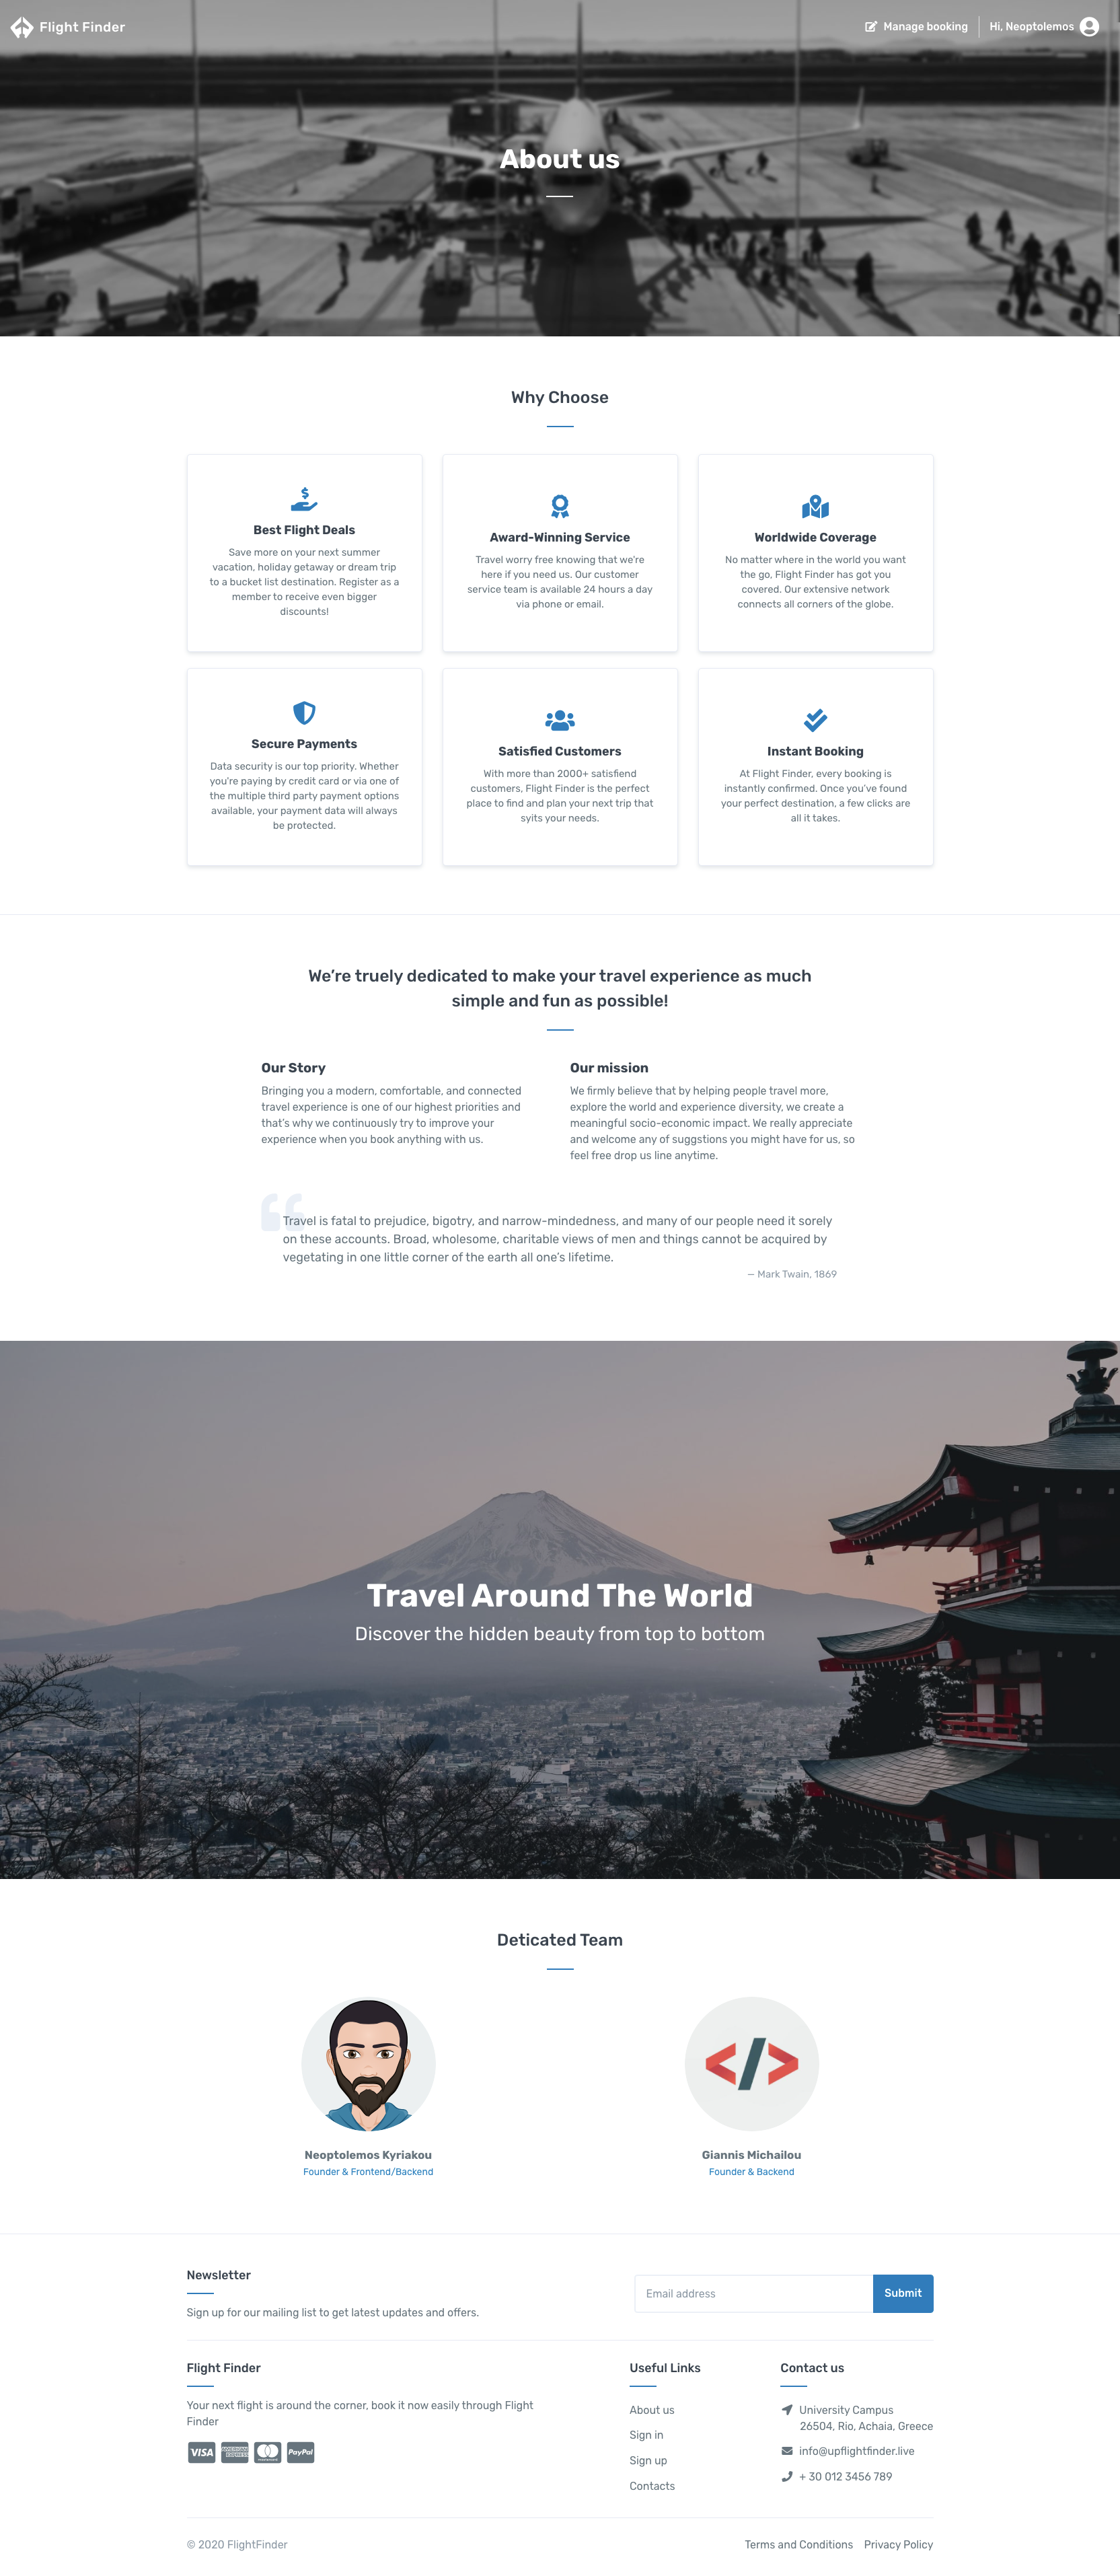 Flight Finder
Manage booking
Hi, Neoptolemos
About us
Why Choose
Best Flight Deals
Save more on your next summer
vacation, holiday getaway or dream trip
to a bucket list destination. Register as a
member to receive even bigger
discounts!
Award-Winning Service
Travel worry free knowing that we're
here if you need us. Our customer
service team is available 24 hours a day
via phone or email.
Worldwide Coverage
No matter where in the world you want
the go, Flight Finder has got you
covered. Our extensive network
connects all corners of the globe.
Secure Payments
Data security is our top priority. Whether
you're paying by credit card or via one of
the multiple third party payment options
available, your payment data will always
be protected.
Satisfied Customers
With more than 2000+ satisfiend
customers, Flight Finder is the perfect
place to find and plan your next trip that
syits your needs.
Instant Booking
At Flight Finder, every booking is
instantly confirmed. Once you've found
your perfect destination, a few clicks are
all it takes.
We're truely dedicated to make your travel experience as much
simple and fun as possible!
Our Story
Bringing you a modern, comfortable, and connected
travel experience is one of our highest priorities and
that's why we continuously try to improve your
experience when you book anything with us.
Our mission
We firmly believe that by helping people travel more,
explore the world and experience diversity, we create a
meaningful socio-economic impact. We really appreciate
and welcome any of suggstions you might have for us, so
feel free drop us line anytime.
Travel is fatal to prejudice, bigotry, and narrow-mindedness, and many of our people need it sorely
on these accounts. Broad, wholesome, charitable views of men and things cannot be acquired by
vegetating in one little corner of the earth all one's lifetime.
— Mark Twain, 1869
Travel Around The World
Discover the hidden beauty from top to bottom
Deticated Team
Neoptolemos Kyriakou
Founder & Frontend/Backend
Giannis Michailou
Founder & Backend
Newsletter
Sign up for our mailing list to get latest updates and offers.
Email address
Submit
Flight Finder
Your next flight is around the corner, book it now easily through Flight
Finder
VISA
AMERICAN
EXPRESS
PayPal
Useful Links
About us
Sign in
Sign up
Contacts
Contact us
University Campus
26504, Rio, Achaia, Greece
info@upflightfinder.live
+ 30 012 3456 789
© 2020 FlightFinder
Terms and Conditions
Privacy Policy